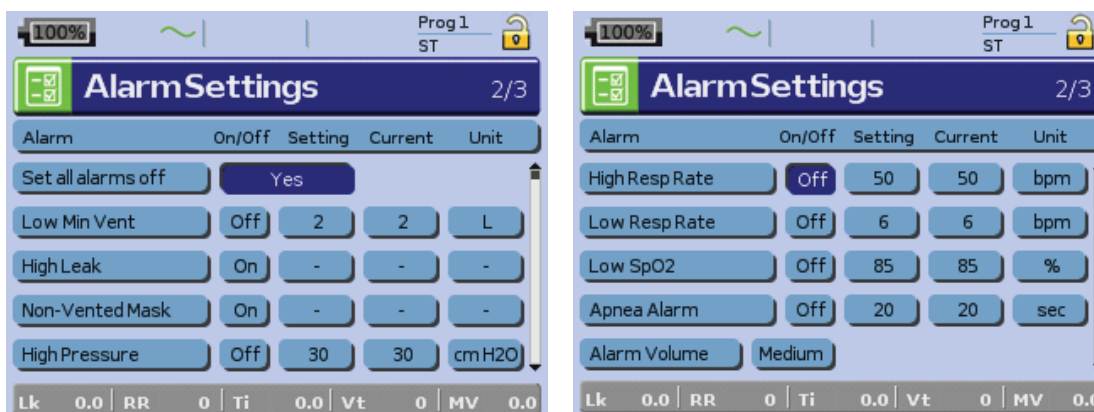 100% Prog 1
ST
Alarm Settings 2/3
Alarm On/Off Setting Current Unit
Set all alarms off Yes
Low Min Vent Off 2 2 L
High Leak On - - -
Non-Vented Mask On - - -
High Pressure Off 30 30 cm H2O
Lk 0.0 RR 0 Ti 0.0 Vt 0 MV 0.0
100% Prog 1
ST
Alarm Settings 2/3
Alarm On/Off Setting Current Unit
High Resp Rate Off 50 50 bpm
Low Resp Rate Off 6 6 bpm
Low SpO2 Off 85 85 %
Apnea Alarm Off 20 20 sec
Alarm Volume Medium
Lk 0.0 RR 0 Ti 0.0 Vt 0 MV 0.0